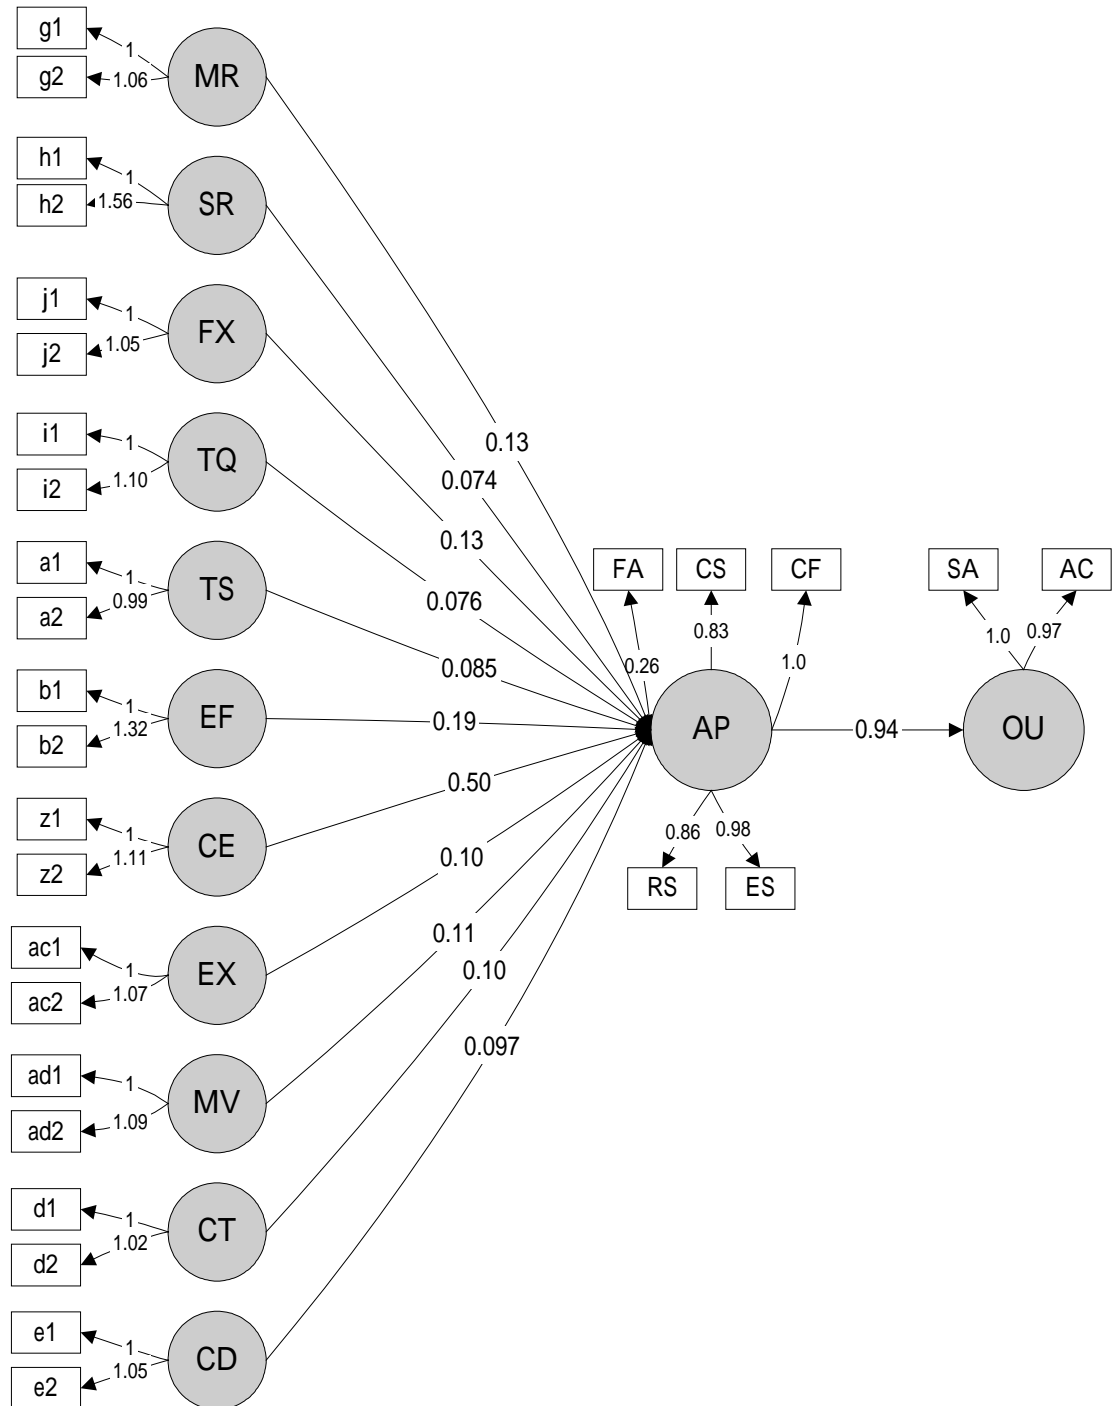 g1
1
g2
1.06
MR
h1
1
h2
1.56
SR
j1
1
j2
1.05
FX
i1
1
i2
1.10
TQ
a1
1
a2
0.99
TS
b1
1
b2
1.32
EF
z1
1
z2
1.11
CE
ac1
1
ac2
1.07
EX
ad1
1
ad2
1.09
MV
d1
1
d2
1.02
CT
e1
1
e2
1.05
CD
0.13
0.074
0.13
0.076
0.085
0.19
0.50
0.10
0.11
0.10
0.097
FA
CS
CF
0.26
0.83
1.0
AP
0.86
0.98
RS
ES
0.94
SA
AC
1.0
0.97
OU